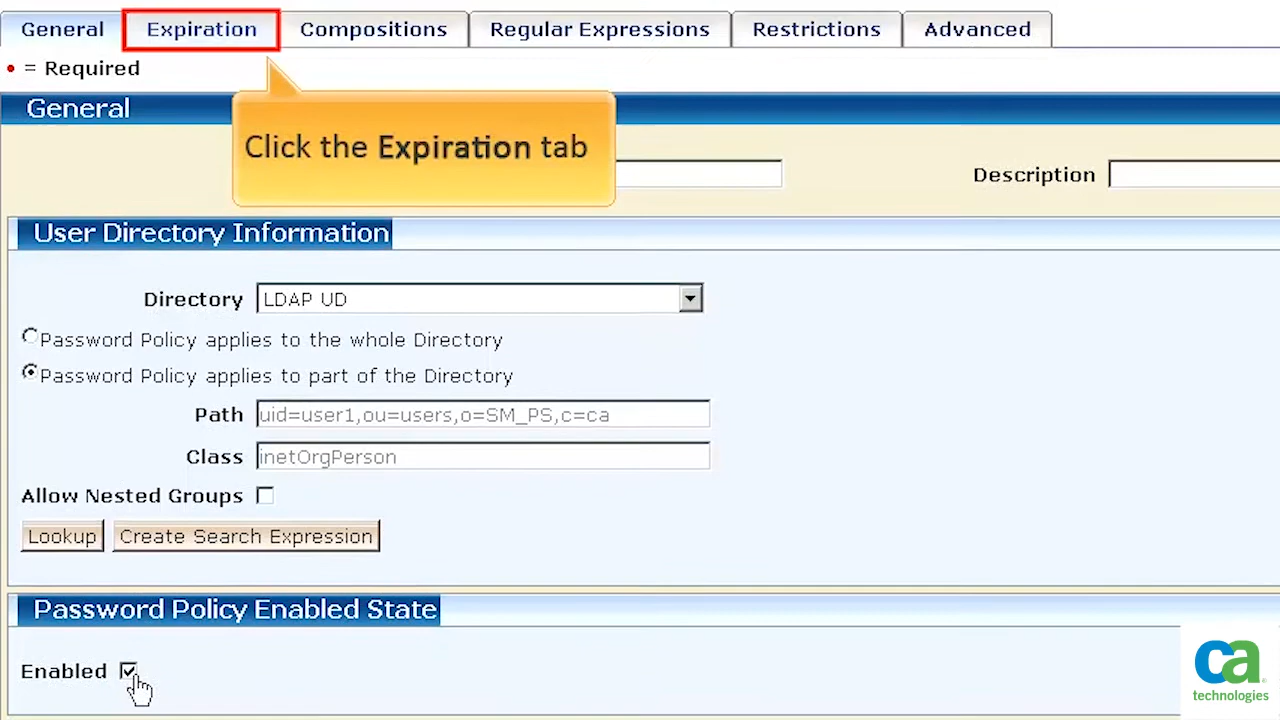 General Expiration Compositions Regular Expressions Restrictions Advanced
• = Required
General
Click the Expiration tab
Description
User Directory Information
Directory LDAP UD
Password Policy applies to the whole Directory
Password Policy applies to part of the Directory
Path uid=user1,ou=users,o=SM_PS,c=ca
Class inetOrgPerson
Allow Nested Groups
Lookup Create Search Expression
Password Policy Enabled State
Enabled
ca
technologies